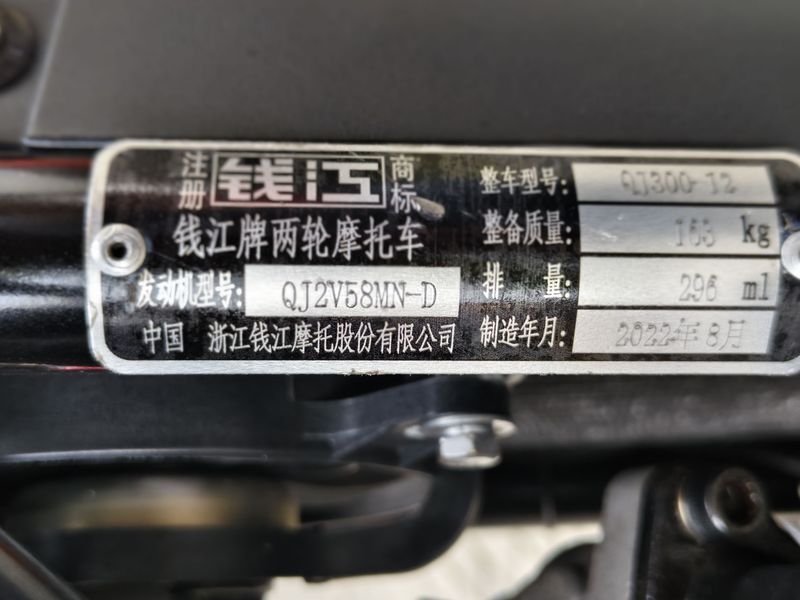 注册 钱江 商标
钱江牌两轮摩托车
发动机型号: QJ2V58MN-D
中国 浙江钱江摩托股份有限公司
整车型号: QJ300-12
整备质量: 163 kg
排 量: 296 ml
制造年月: 2022年8月